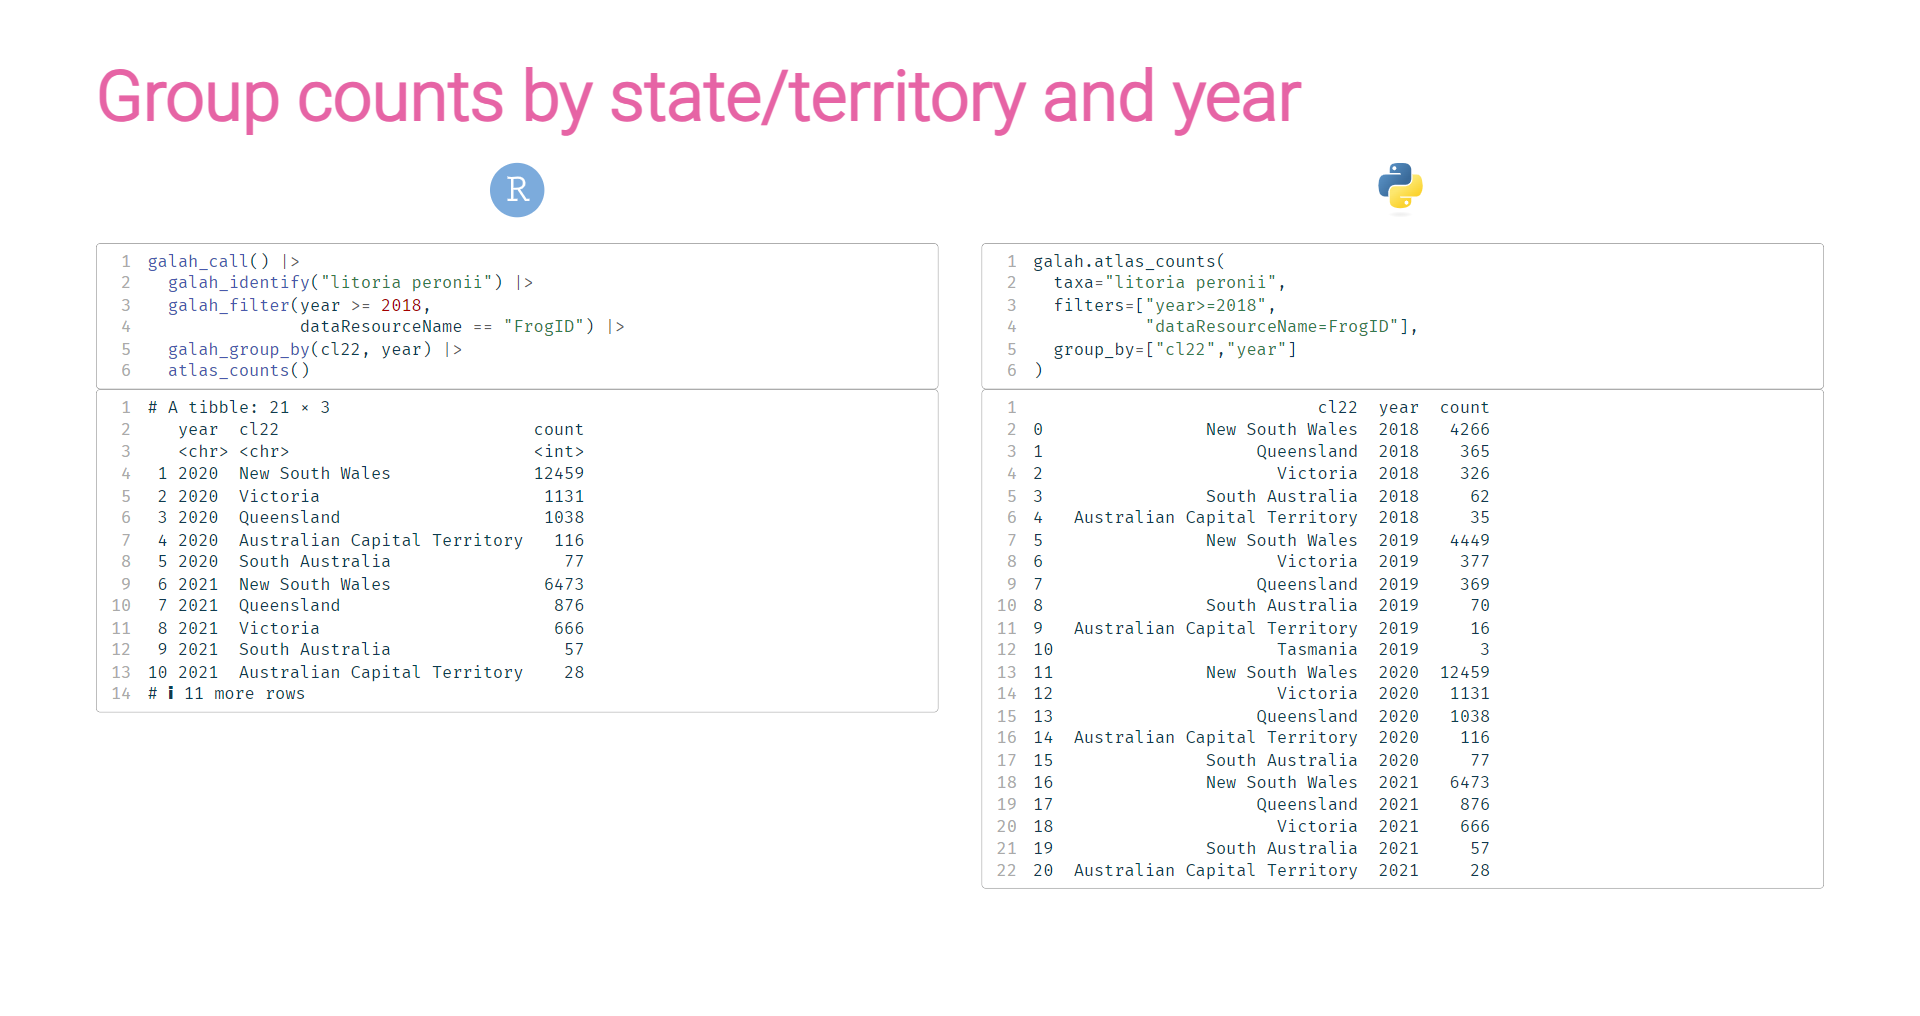 Group counts by state/territory and year
R
1 galah_call() |>
2   galah_identify("litoria peronii") |>
3   galah_filter(year >= 2018,
4                dataResourceName == "FrogID") |>
5   galah_group_by(cl22, year) |>
6   atlas_counts()
1 # A tibble: 21 × 3
2    year  cl22                         count
3    <chr> <chr>                        <int>
4  1 2020  New South Wales              12459
5  2 2020  Victoria                      1131
6  3 2020  Queensland                    1038
7  4 2020  Australian Capital Territory   116
8  5 2020  South Australia                 77
9  6 2021  New South Wales               6473
10  7 2021  Queensland                     876
11  8 2021  Victoria                       666
12  9 2021  South Australia                 57
13 10 2021  Australian Capital Territory    28
14 # ℹ 11 more rows
1 galah.atlas_counts(
2   taxa="litoria peronii",
3   filters=["year>=2018",
4            "dataResourceName=FrogID"],
5   group_by=["cl22","year"]
6 )
1                             cl22  year  count
2 0                New South Wales  2018   4266
3 1                     Queensland  2018    365
4 2                       Victoria  2018    326
5 3                South Australia  2018     62
6 4   Australian Capital Territory  2018     35
7 5                New South Wales  2019   4449
8 6                       Victoria  2019    377
9 7                     Queensland  2019    369
10 8                South Australia  2019     70
11 9   Australian Capital Territory  2019     16
12 10                      Tasmania  2019      3
13 11               New South Wales  2020  12459
14 12                      Victoria  2020   1131
15 13                    Queensland  2020   1038
16 14  Australian Capital Territory  2020    116
17 15               South Australia  2020     77
18 16               New South Wales  2021   6473
19 17                    Queensland  2021    876
20 18                      Victoria  2021    666
21 19               South Australia  2021     57
22 20  Australian Capital Territory  2021     28